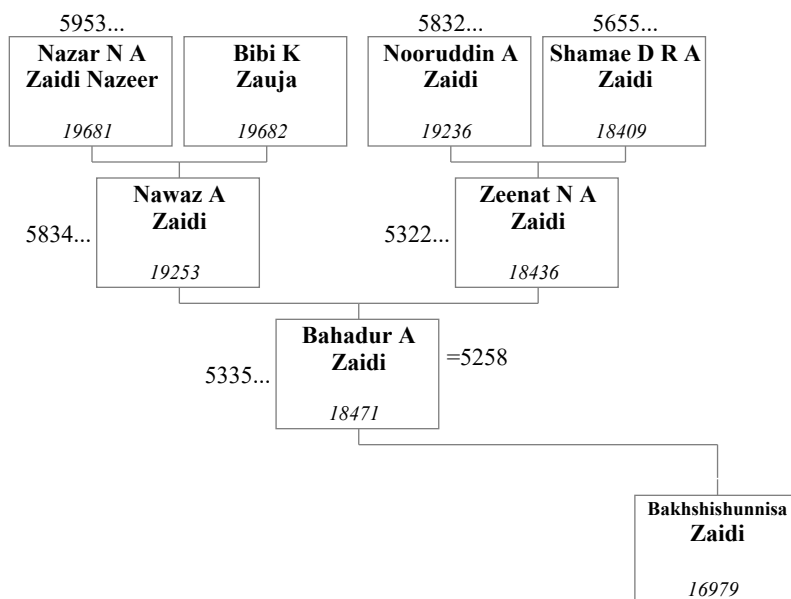 5953...
5832...
5655...
Nazar N A
Zaidi Nazeer
19681
Bibi K
Zauja
19682
Nooruddin A
Zaidi
19236
Shamae D R A
Zaidi
18409
5834...
Nawaz A
Zaidi
19253
5322...
Zeenat N A
Zaidi
18436
5335...
Bahadur A
Zaidi
18471
=5258
Bakhshishunnisa
Zaidi
16979